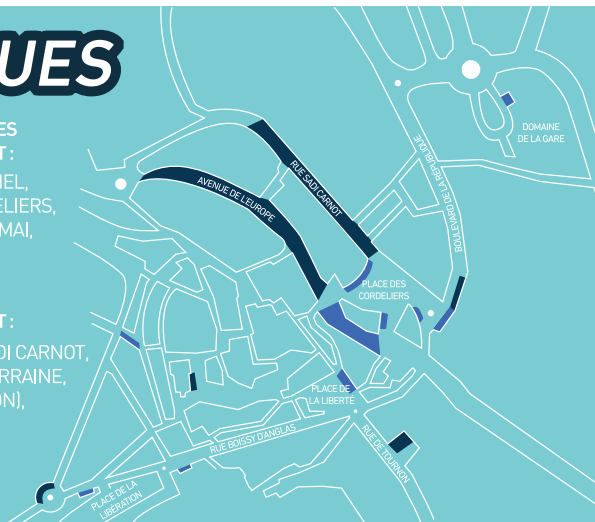 UES
ES
T :
IEL,
ELIERS,
MAI,
T :
DI CARNOT,
RRAINE,
ON),
DOMAINE
DE LA GARE
BOULEVARD DE LA RÉPUBLIQUE
RUE SADI CARNOT
AVENUE DE L'EUROPE
PLACE DES
CORDELIERS
PLACE DE
LA LIBERTÉ
RUE BOISSY D'ANGLAS
RUE DE TOURNON
PLACE DE LA
LIBÉRATION